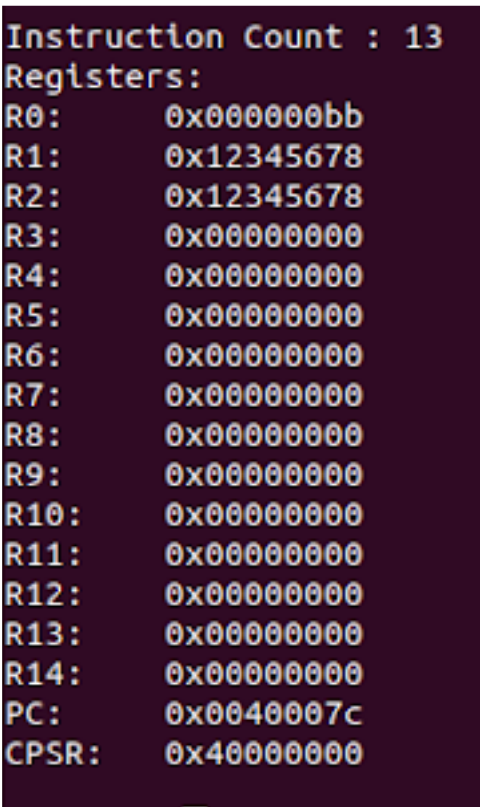 Instruction Count : 13
Registers:
R0: 0x000000bb
R1: 0x12345678
R2: 0x12345678
R3: 0x00000000
R4: 0x00000000
R5: 0x00000000
R6: 0x00000000
R7: 0x00000000
R8: 0x00000000
R9: 0x00000000
R10: 0x00000000
R11: 0x00000000
R12: 0x00000000
R13: 0x00000000
R14: 0x00000000
PC: 0x0040007c
CPSR: 0x40000000